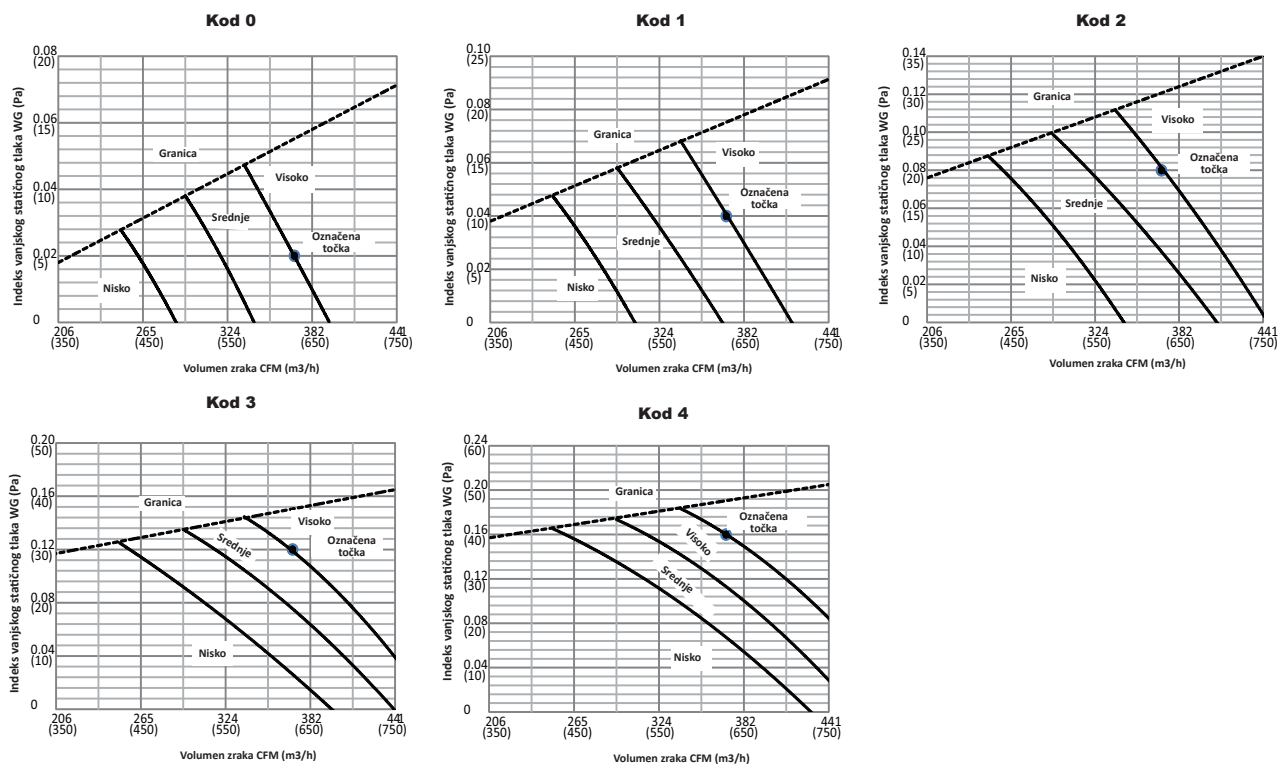 Kod 0
Indeks vanjskog statičnog tlaka WG (Pa)
0.08
(20)
0.06
(15)
0.04
(10)
0.02
(5)
0
Granica
Visoko
Srednje
Označena
točka
Nisko
206
(350)
265
(450)
324
(550)
382
(650)
441
(750)
Volumen zraka CFM (m3/h)
Kod 1
Indeks vanjskog statičnog tlaka WG (Pa)
0.10
(25)
0.08
(20)
0.06
(15)
0.04
(10)
0.02
(5)
0
Granica
Visoko
Označena
točka
Srednje
Nisko
206
(350)
265
(450)
324
(550)
382
(650)
441
(750)
Volumen zraka CFM (m3/h)
Kod 2
Indeks vanjskog statičnog tlaka WG (Pa)
0.14
(35)
0.12
(30)
0.10
(25)
0.08
(20)
0.06
(15)
0.04
(10)
0.02
(5)
0
Granica
Visoko
Označena
točka
Srednje
Nisko
206
(350)
265
(450)
324
(550)
382
(650)
441
(750)
Volumen zraka CFM (m3/h)
Kod 3
Indeks vanjskog statičnog tlaka WG (Pa)
0.20
(50)
0.16
(40)
0.12
(30)
0.08
(20)
0.04
(10)
0
Granica
Visoko
Označena
točka
Srednje
Nisko
206
(350)
265
(450)
324
(550)
382
(650)
441
(750)
Volumen zraka CFM (m3/h)
Kod 4
Indeks vanjskog statičnog tlaka WG (Pa)
0.24
(60)
0.20
(50)
0.16
(40)
0.12
(30)
0.08
(20)
0.04
(10)
0
Granica
Označena
točka
Visoko
Srednje
Nisko
206
(350)
265
(450)
324
(550)
382
(650)
441
(750)
Volumen zraka CFM (m3/h)